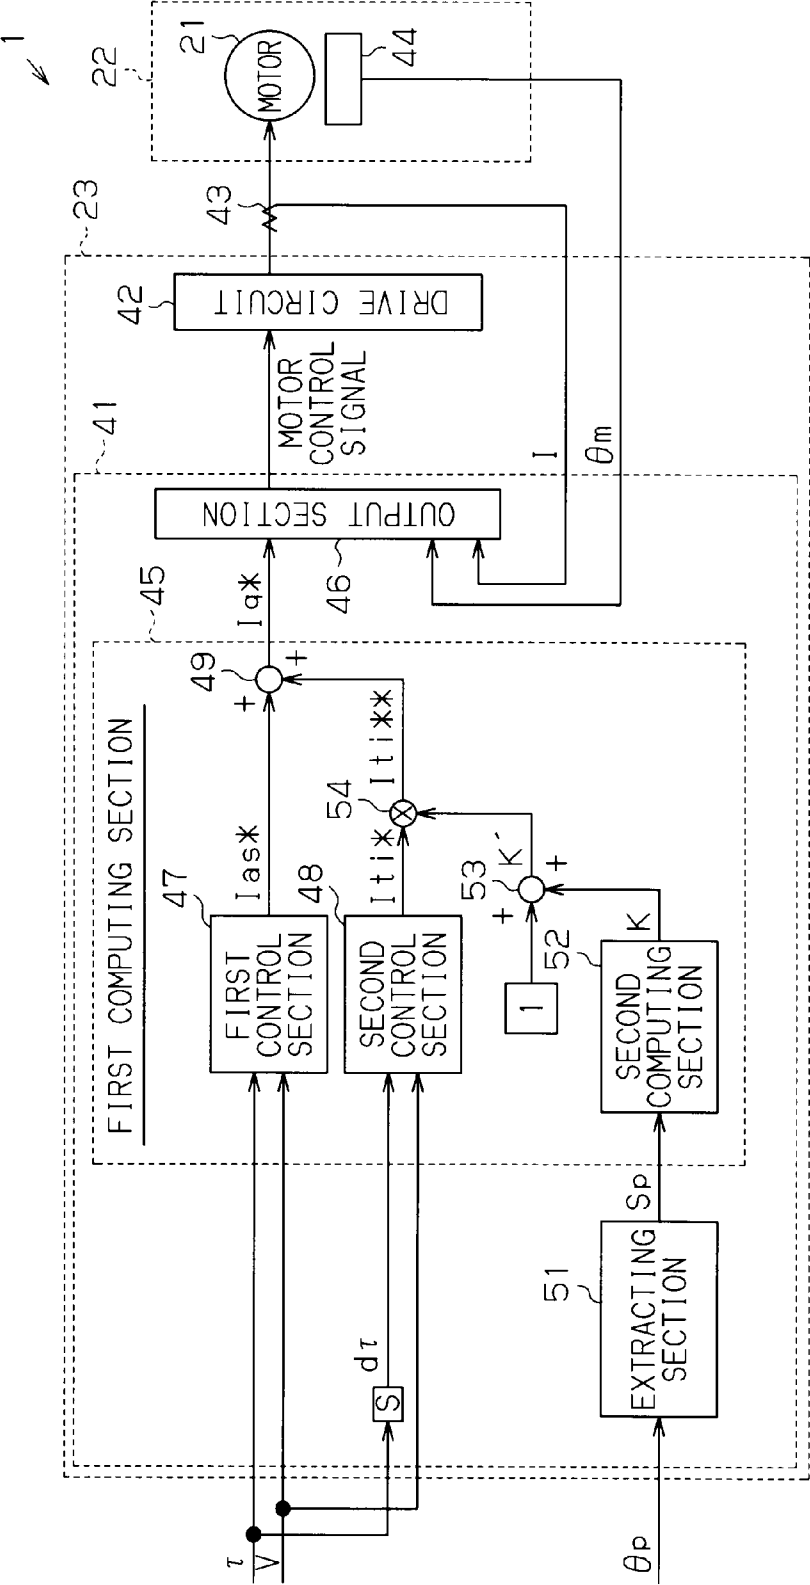 1
22
21
MOTOR
44
23
43
42
DRIVE CIRCUIT
MOTOR
CONTROL
SIGNAL
41
I
θm
OUTPUT SECTION
46
45
Iq*
49
+
+
FIRST COMPUTING SECTION
Ias*
Iti**
54
Iti*
K´
53
+
+
47
FIRST
CONTROL
SECTION
48
SECOND
CONTROL
SECTION
1
K
52
SECOND
COMPUTING
SECTION
Sp
51
EXTRACTING
SECTION
dτ
S
τ
V
θp